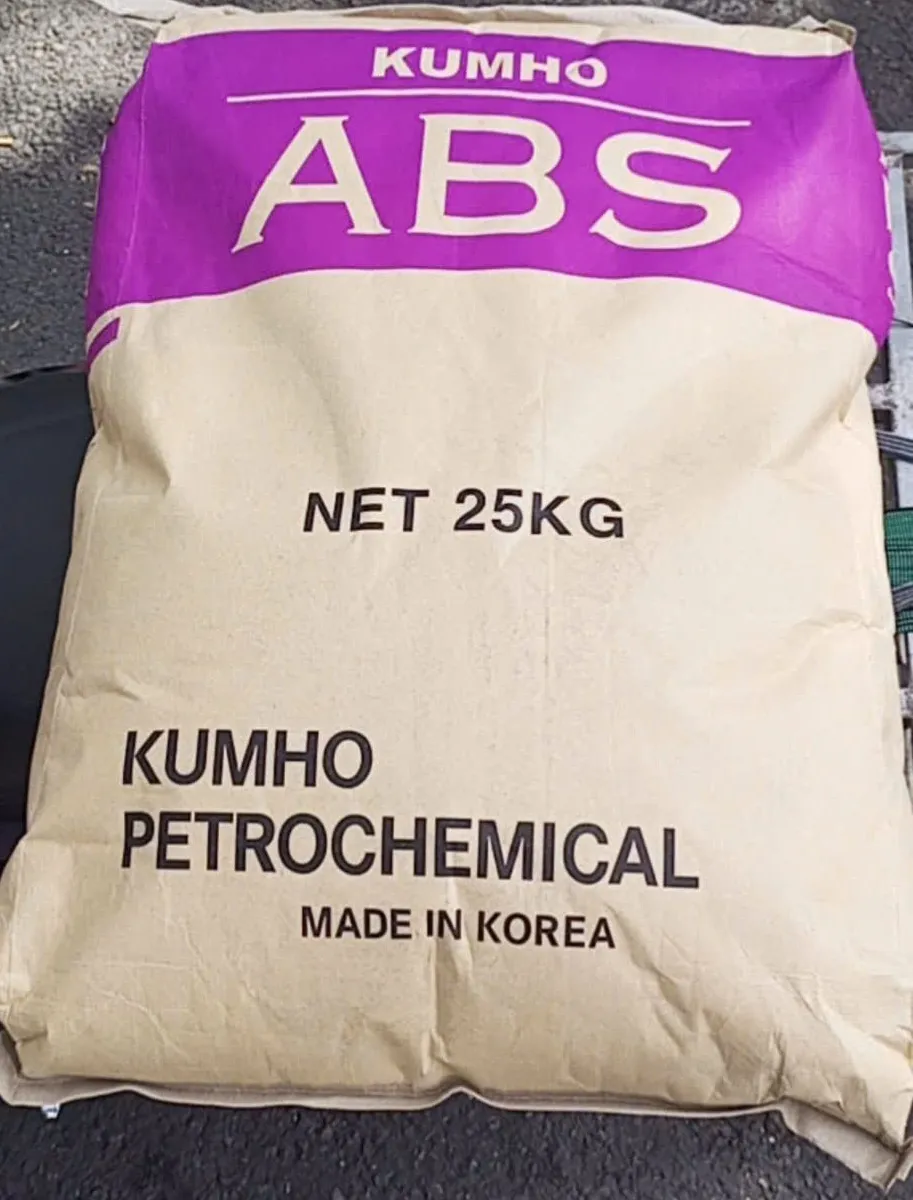 KUMHO
ABS
NET 25KG
KUMHO
PETROCHEMICAL
MADE IN KOREA